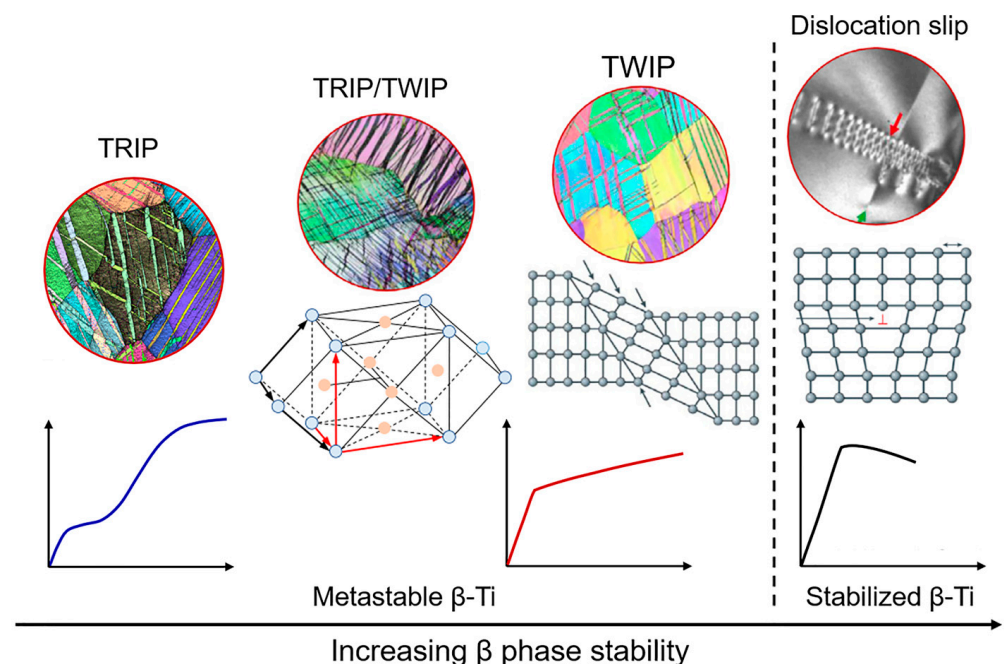 Dislocation slip
TWIP
TRIP/TWIP
TRIP
⊥
Metastable β-Ti
Stabilized β-Ti
Increasing β phase stability